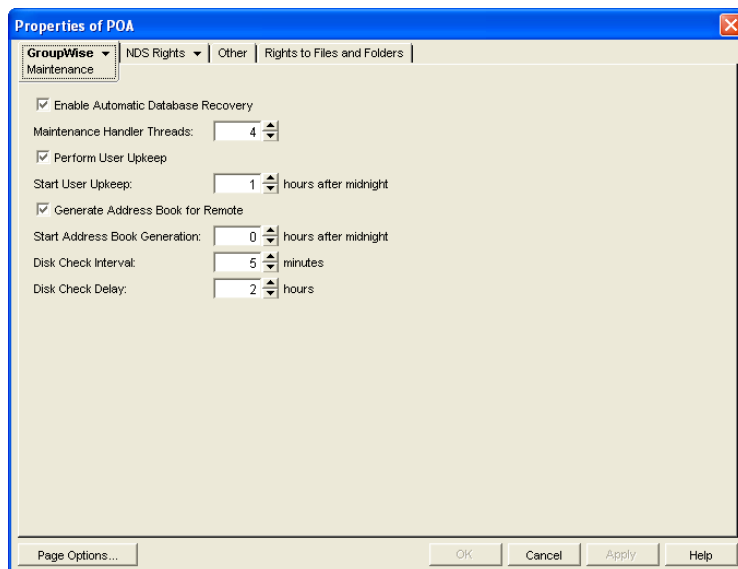 Properties of POA
GroupWise NDS Rights Other Rights to Files and Folders
Maintenance
Enable Automatic Database Recovery
Maintenance Handler Threads: 4
Perform User Upkeep
Start User Upkeep: 1 hours after midnight
Generate Address Book for Remote
Start Address Book Generation: 0 hours after midnight
Disk Check Interval: 5 minutes
Disk Check Delay: 2 hours
Page Options... OK Cancel Apply Help